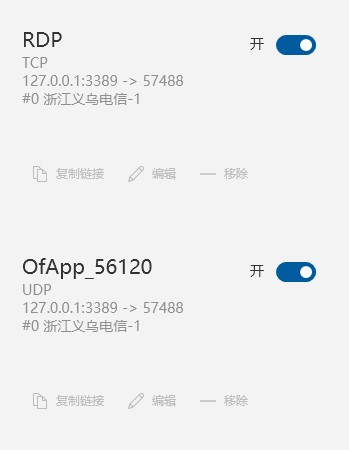 RDP 开
TCP
127.0.0.1:3389 -> 57488
#0 浙江义乌电信-1
复制链接 编辑 移除
OfApp_56120 开
UDP
127.0.0.1:3389 -> 57488
#0 浙江义乌电信-1
复制链接 编辑 移除